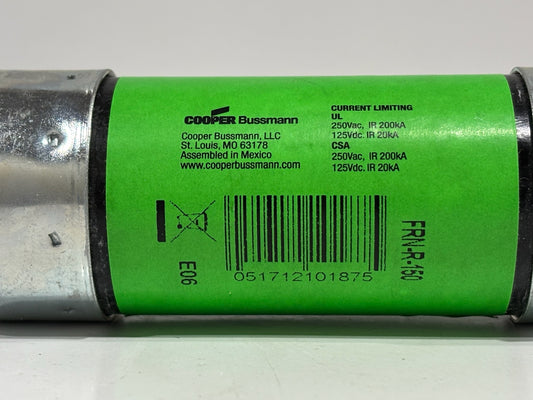 COOPER Bussmann
Cooper Bussmann, LLC
St. Louis, MO 63178
Assembled in Mexico
www.cooperbussmann.com
CURRENT LIMITING
UL
250Vac, IR 200kA
125Vdc. IR 20kA
CSA
250Vac, IR 200kA
125Vdc. IR 20kA
E06
051712101875
FRN-R-150